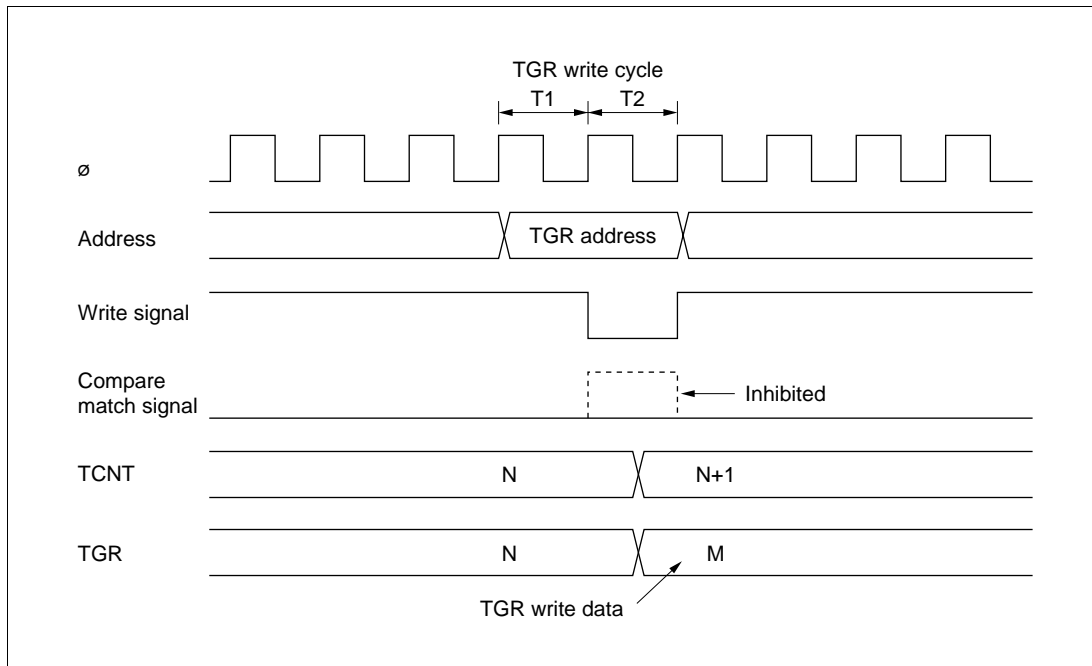 TGR write cycle
T1 T2
ø
Address TGR address
Write signal
Compare
match signal Inhibited
TCNT N N+1
TGR N M
TGR write data